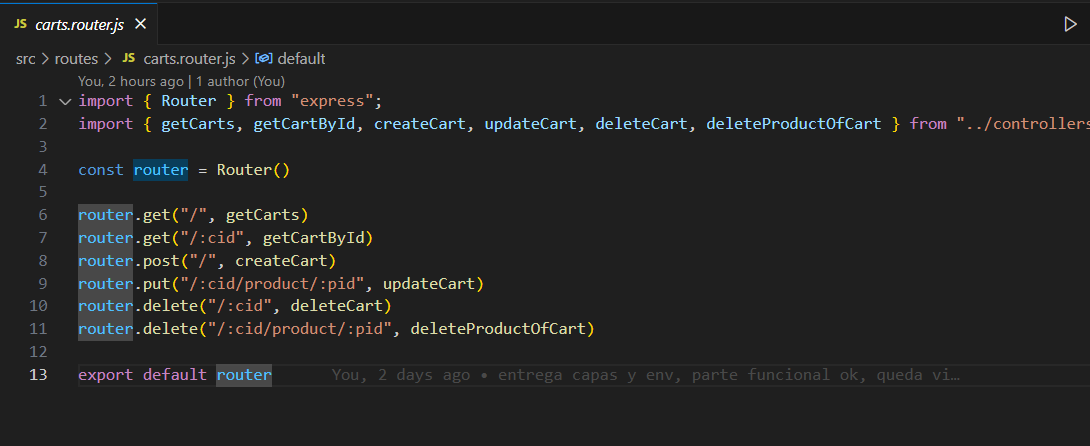 JS carts.router.js ×
src > routes > JS carts.router.js > default
You, 2 hours ago | 1 author (You)
1 import { Router } from "express";
2 import { getCarts, getCartById, createCart, updateCart, deleteCart, deleteProductOfCart } from "../controllers
3
4 const router = Router()
5
6 router.get("/", getCarts)
7 router.get("/:cid", getCartById)
8 router.post("/", createCart)
9 router.put("/:cid/product/:pid", updateCart)
10 router.delete("/:cid", deleteCart)
11 router.delete("/:cid/product/:pid", deleteProductOfCart)
12
13 export default router You, 2 days ago • entrega capas y env, parte funcional ok, queda vi…